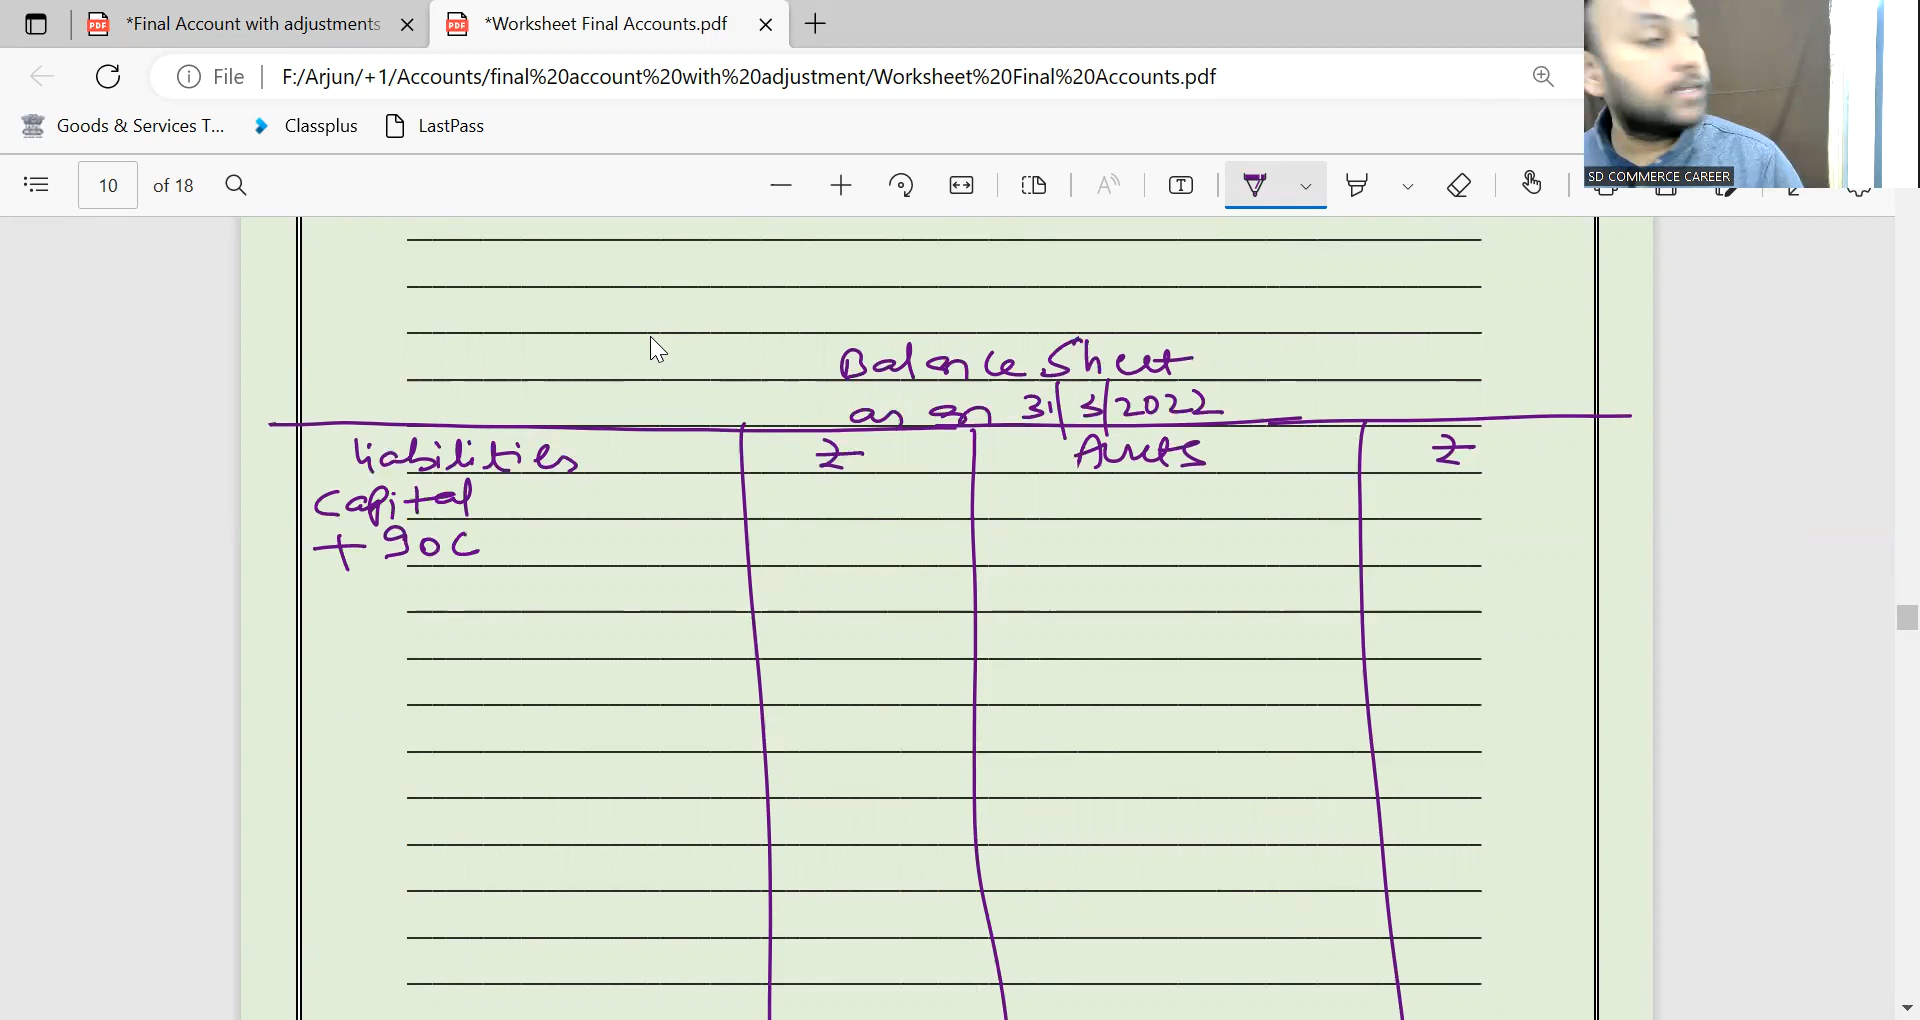 *Final Account with adjustments
*Worksheet Final Accounts.pdf
File
F:/Arjun/+1/Accounts/final%20account%20with%20adjustment/Worksheet%20Final%20Accounts.pdf
Goods & Services T...
Classplus
LastPass
10
of 18
SD COMMERCE CAREER
Balance Sheet
as on 31/3/2022
Liabilities
₹
Assets
₹
Capital
+ IOC